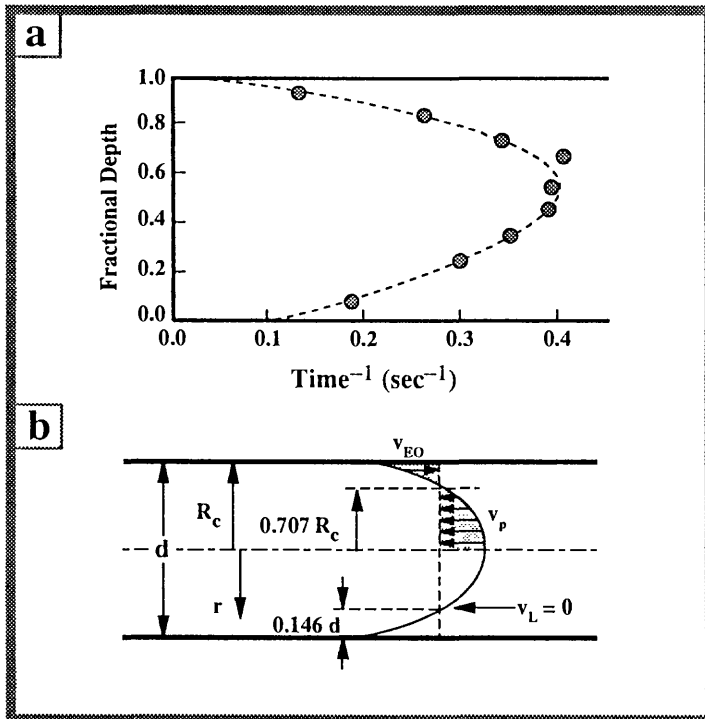 a
1.0
0.8
0.6
0.4
0.2
0.0
Fractional Depth
0.0 0.1 0.2 0.3 0.4
Time⁻¹ (sec⁻¹)
b
v_EO
R_c
0.707 R_c
v_p
d
r
0.146 d
v_L = 0